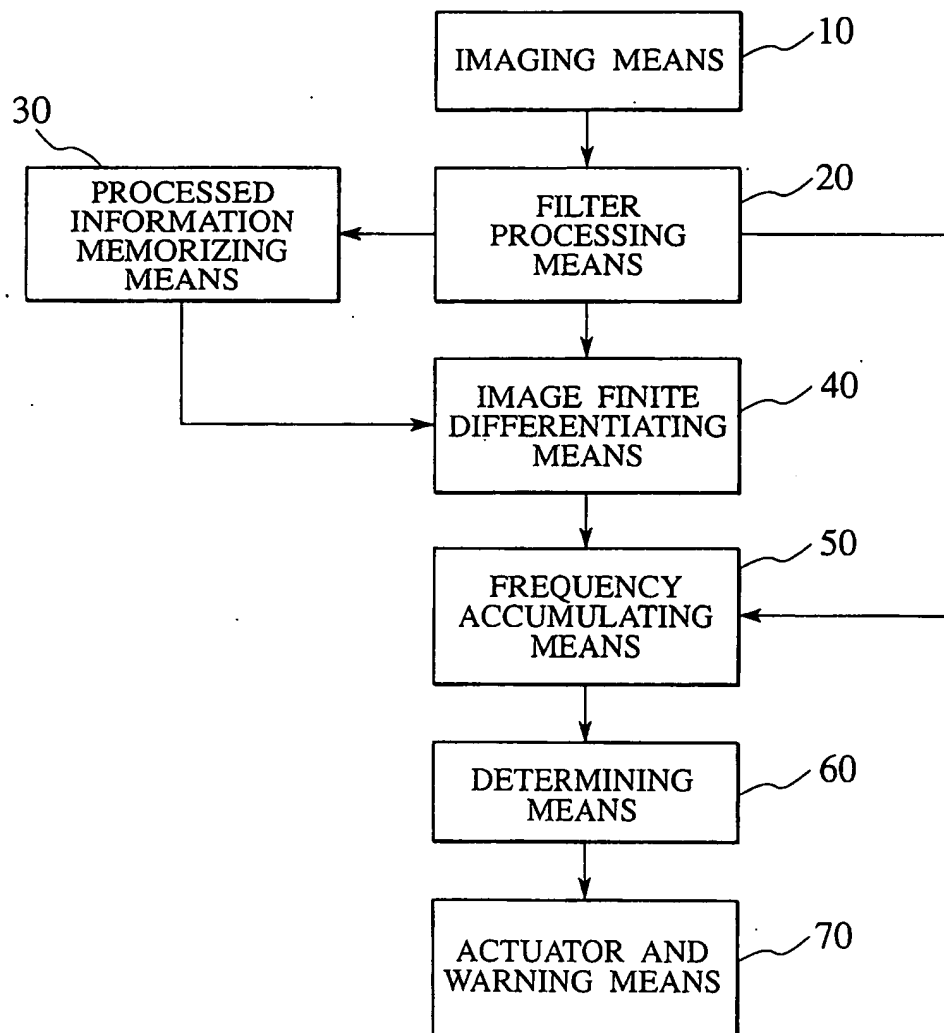 10
IMAGING MEANS
30
PROCESSED
INFORMATION
MEMORIZING
MEANS
20
FILTER
PROCESSING
MEANS
40
IMAGE FINITE
DIFFERENTIATING
MEANS
50
FREQUENCY
ACCUMULATING
MEANS
60
DETERMINING
MEANS
70
ACTUATOR AND
WARNING MEANS